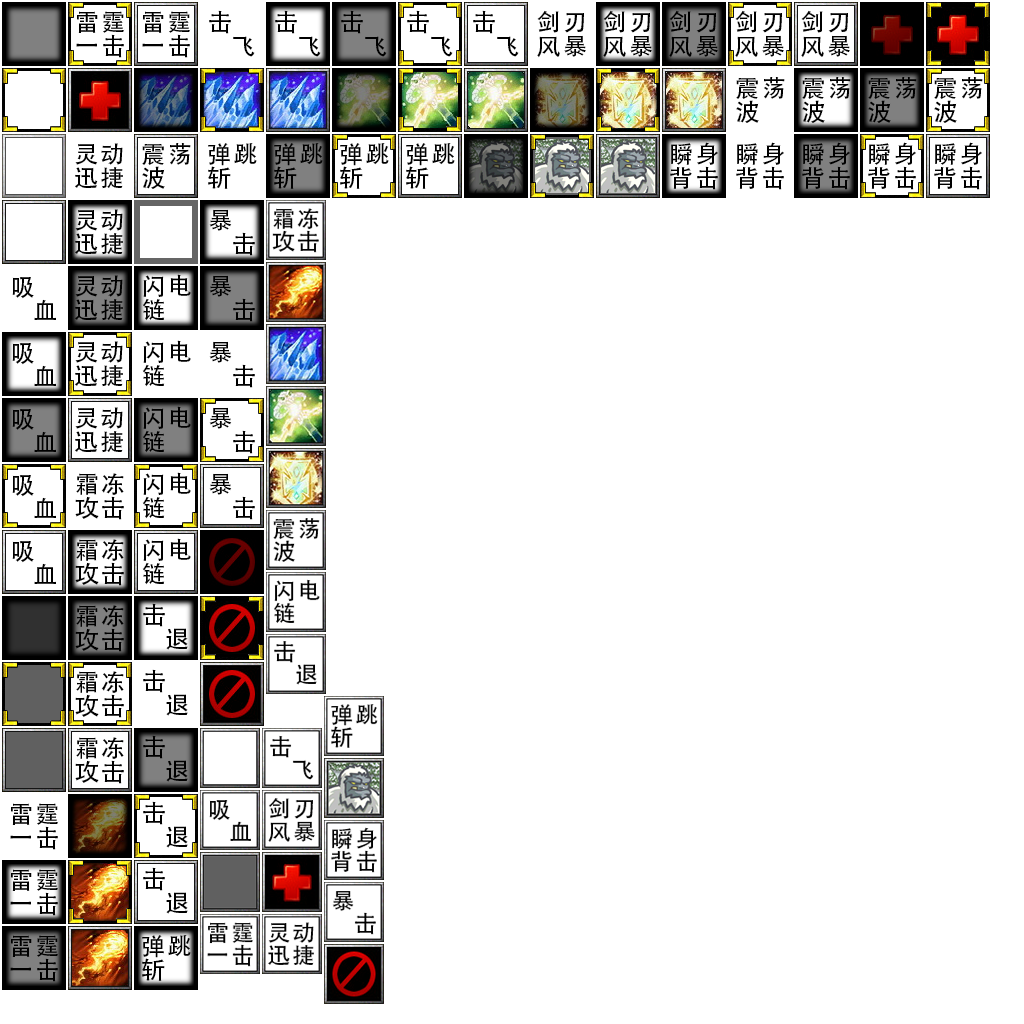 雷霆 雷霆 击 击 击 击 击 剑刃 剑刃 剑刃 剑刃 剑刃
一击 一击 飞 飞 飞 飞 飞 风暴 风暴 风暴 风暴 风暴
震荡 震荡 震荡 震荡
波 波 波 波
灵动 震荡 弹跳 弹跳 弹跳 弹跳 瞬身 瞬身 瞬身 瞬身 瞬身
迅捷 波 斩 斩 斩 斩 背击 背击 背击 背击 背击
灵动 暴 霜冻
迅捷 击 攻击
吸 灵动 闪电 暴
血 迅捷 链 击
吸 灵动 闪电 暴
血 迅捷 链 击
吸 灵动 闪电 暴
血 迅捷 链 击
吸 霜冻 闪电 暴
血 攻击 链 击
吸 霜冻 闪电 震荡
血 攻击 链 波
霜冻 击 闪电
攻击 退 链
霜冻 击 击
攻击 退 退
弹跳
斩
霜冻 击 击
攻击 退 飞
雷霆 击 吸 剑刃
一击 退 血 风暴
瞬身
背击
雷霆 击
一击 退
暴
击
雷霆 弹跳 雷霆 灵动
一击 斩 一击 迅捷